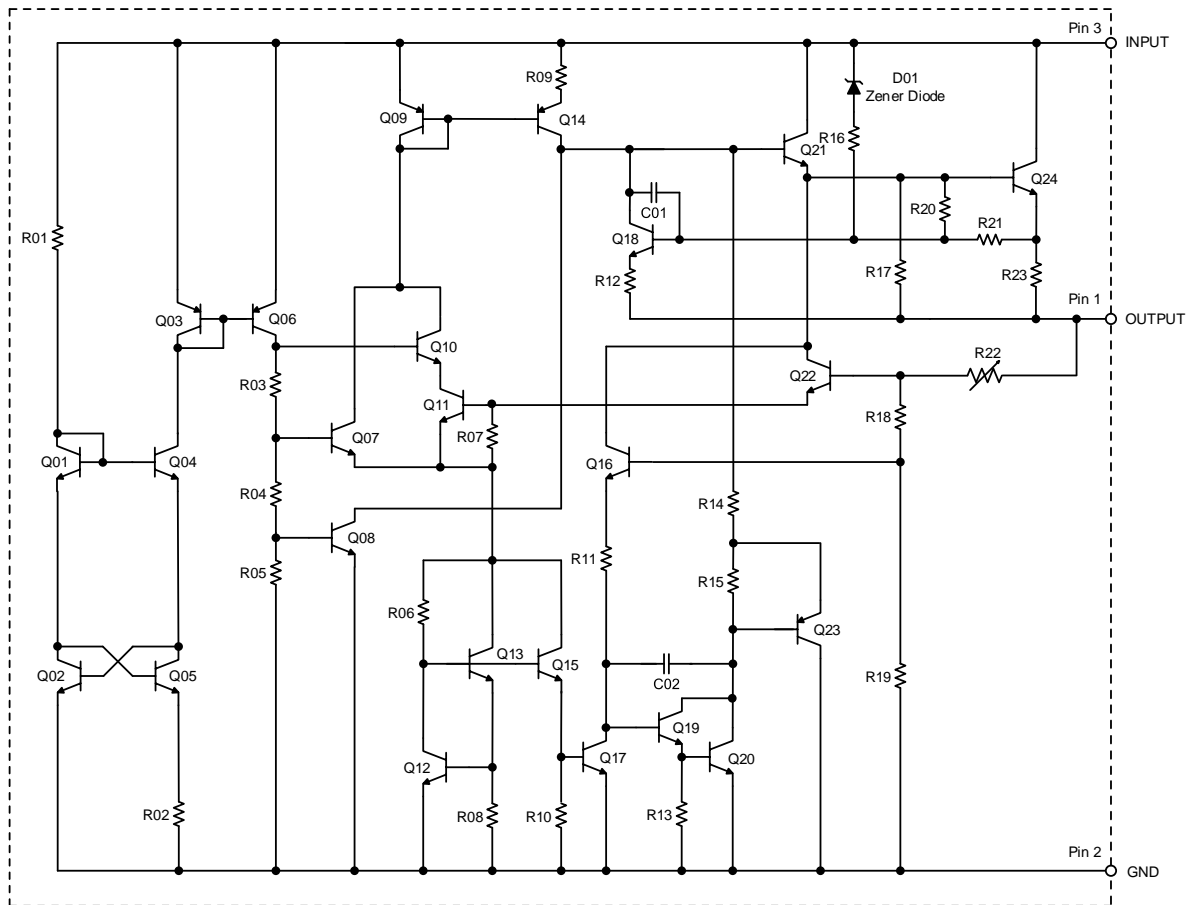 Pin 3
INPUT
R09
D01
Zener Diode
Q09
Q14
R16
Q21
C01
Q24
R20
R21
R01
Q18
R12
R17
R23
Pin 1
OUTPUT
Q03
Q06
Q10
R22
Q22
R03
Q11
R18
R07
Q07
Q01
Q04
Q16
R04
R14
Q08
R11
R05
R15
R06
Q23
Q13
Q15
Q02
Q05
C02
R19
Q19
Q12
Q17
Q20
R02
R08
R10
R13
Pin 2
GND